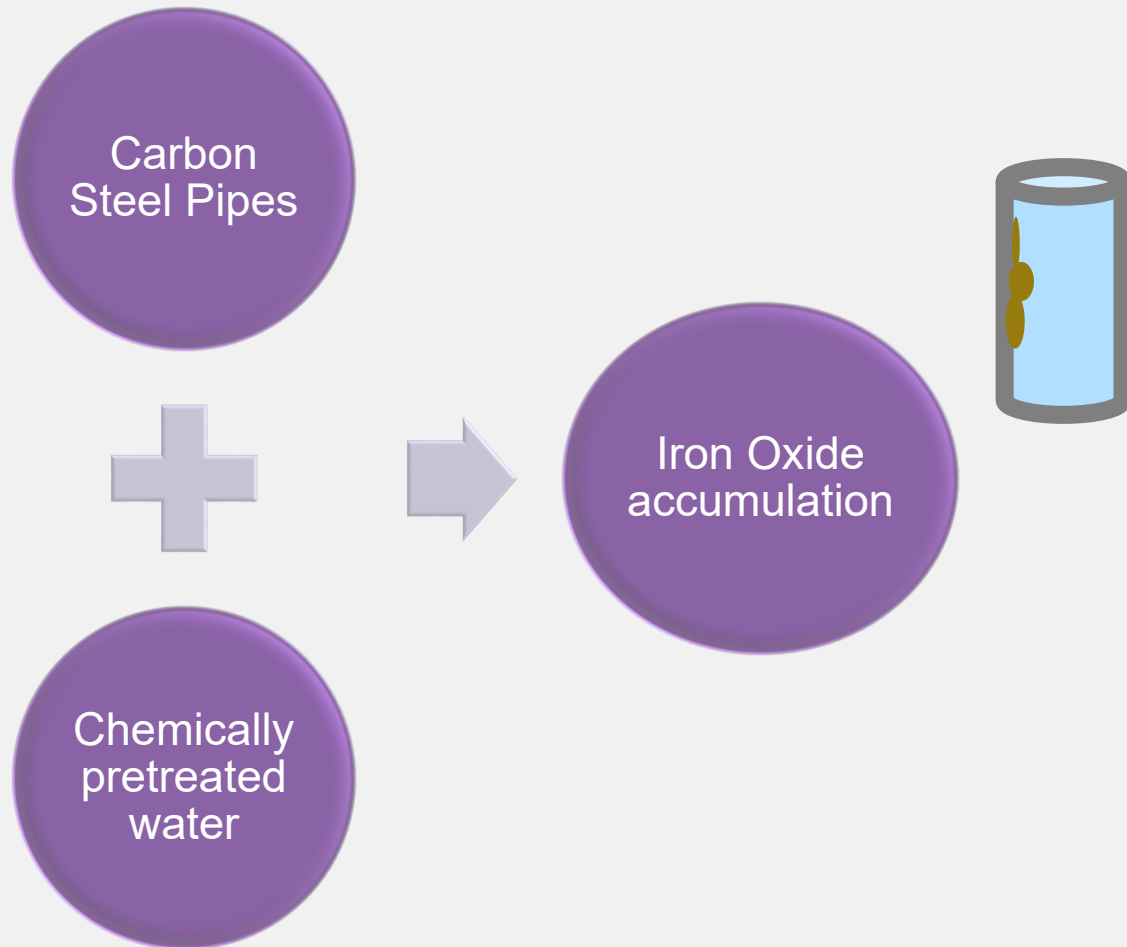 Carbon
Steel Pipes
Iron Oxide
accumulation
Chemically
pretreated
water